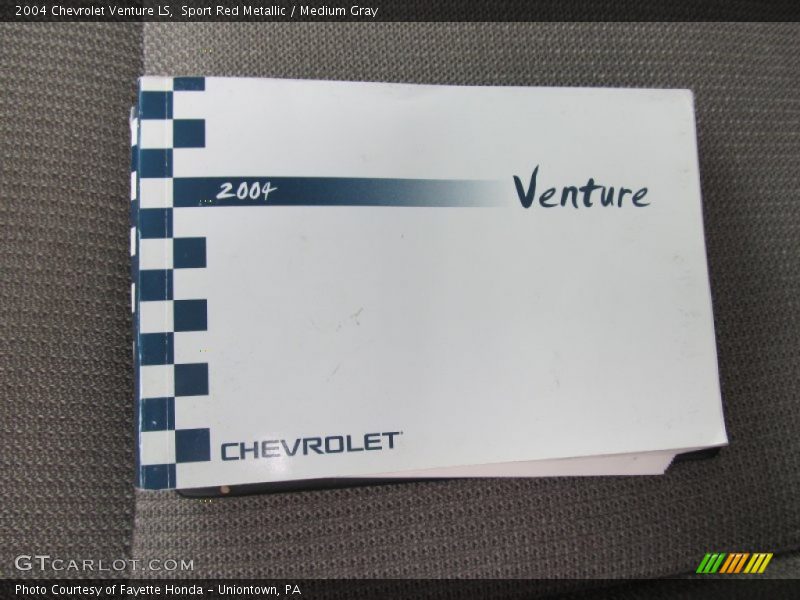 2004 Chevrolet Venture LS,  Sport Red Metallic / Medium Gray
2004
Venture
CHEVROLET
GTCARLOT.COM
Photo Courtesy of Fayette Honda - Uniontown, PA